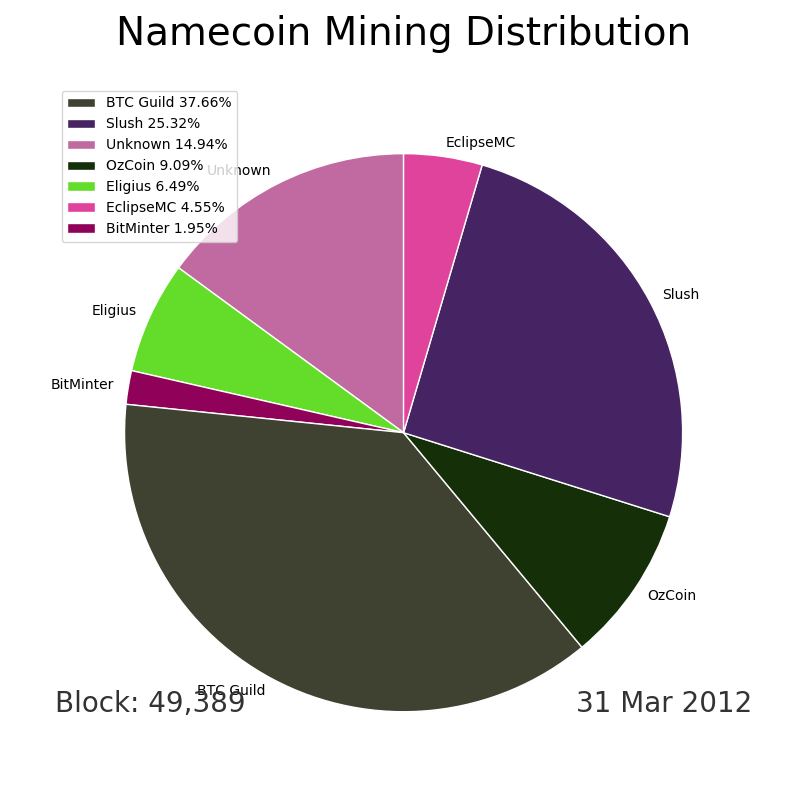 Namecoin Mining Distribution
BTC Guild 37.66%
Slush 25.32%
Unknown 14.94%
OzCoin 9.09%
Eligius 6.49%
EclipseMC 4.55%
BitMinter 1.95%
EclipseMC
Unknown
Slush
Eligius
BitMinter
OzCoin
BTC Guild
Block: 49,389
31 Mar 2012